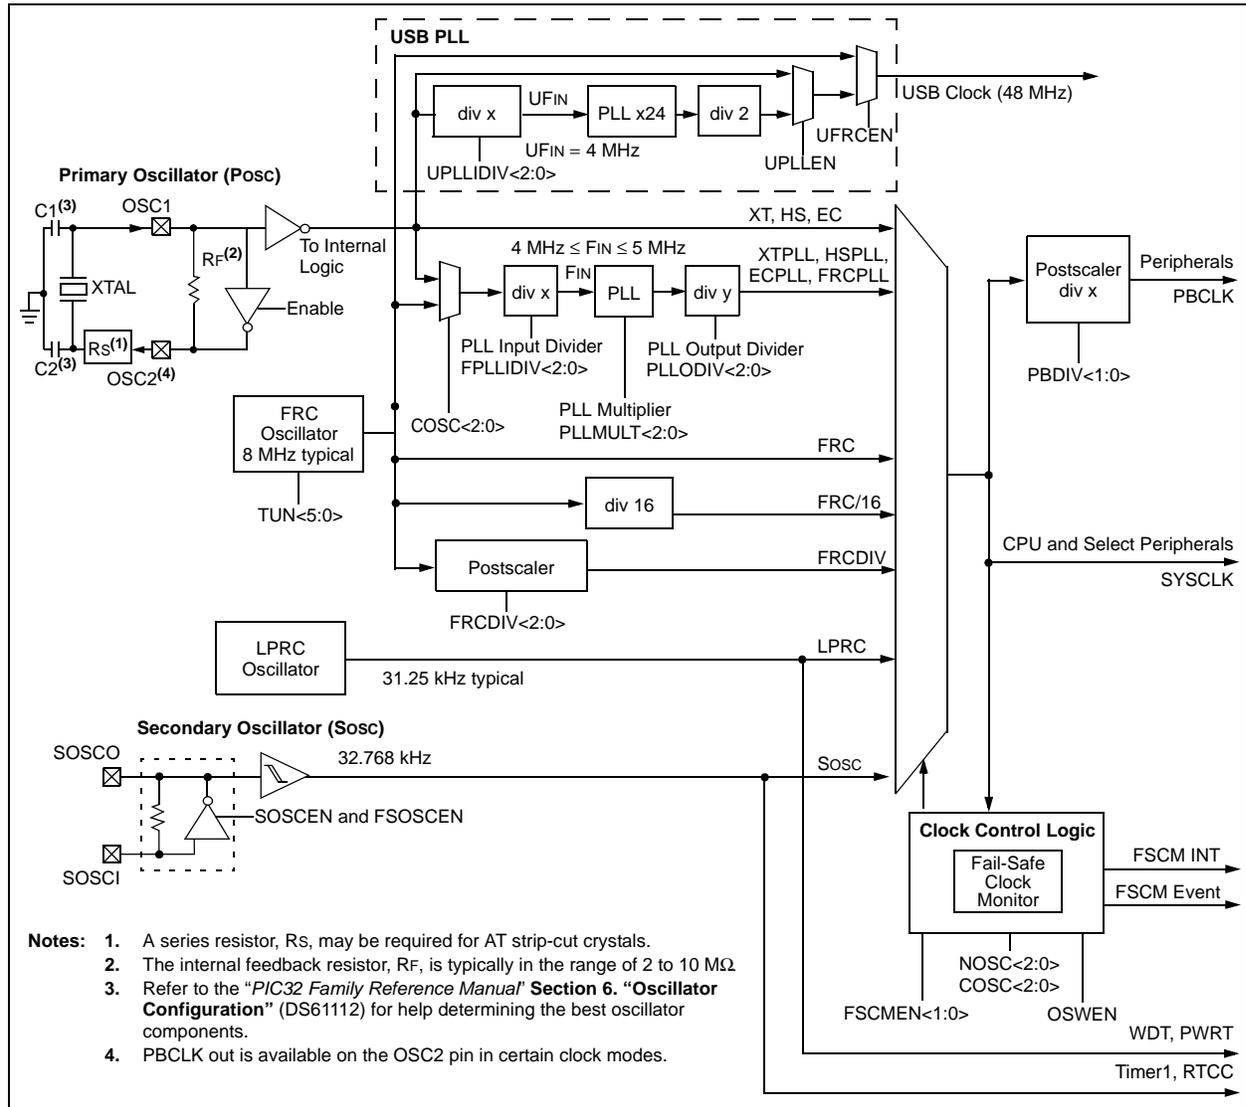 USB PLL
div x
UFIN
PLL x24
div 2
UFIN = 4 MHz
UPLLIDIV<2:0>
UPLLEN
UFRCEN
USB Clock (48 MHz)
Primary Oscillator (POSC)
C1(3)
OSC1
XTAL
RF(2)
To Internal
Logic
Enable
C2(3)
RS(1)
OSC2(4)
XT, HS, EC
4 MHz ≤ FIN ≤ 5 MHz
FIN
div x
PLL
div y
XTPLL, HSPLL,
ECPLL, FRCPLL
PLL Input Divider
FPLLIDIV<2:0>
PLL Output Divider
PLLODIV<2:0>
COSC<2:0>
PLL Multiplier
PLLMULT<2:0>
Postscaler
div x
Peripherals
PBCLK
PBDIV<1:0>
FRC
Oscillator
8 MHz typical
TUN<5:0>
FRC
div 16
FRC/16
Postscaler
FRCDIV
FRCDIV<2:0>
CPU and Select Peripherals
SYSCLK
LPRC
Oscillator
31.25 kHz typical
LPRC
Secondary Oscillator (SOSC)
SOSCO
32.768 kHz
SOSC
SOSCEN and FSOSCEN
SOSCI
Clock Control Logic
Fail-Safe
Clock
Monitor
FSCM INT
FSCM Event
NOSC<2:0>
COSC<2:0>
FSCMEN<1:0>
OSWEN
WDT, PWRT
Timer1, RTCC
Notes: 1. A series resistor, RS, may be required for AT strip-cut crystals.
2. The internal feedback resistor, RF, is typically in the range of 2 to 10 MΩ
3. Refer to the “PIC32 Family Reference Manual” Section 6. “Oscillator
Configuration” (DS61112) for help determining the best oscillator
components.
4. PBCLK out is available on the OSC2 pin in certain clock modes.